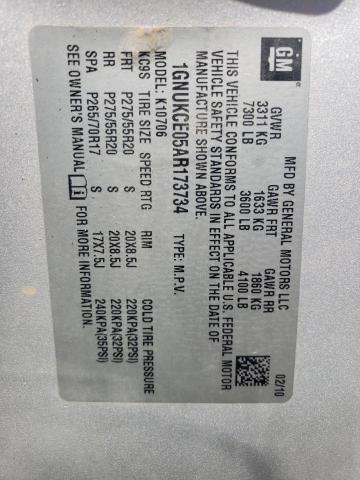 GM
MFD BY GENERAL MOTORS LLC
02/10
GVWR GAWR FRT GAWR RR
3311 KG 1633 KG 1860 KG
7300 LB 3600 LB 4100 LB
THIS VEHICLE CONFORMS TO ALL APPLICABLE U.S. FEDERAL MOTOR
VEHICLE SAFETY STANDARDS IN EFFECT ON THE DATE OF
MANUFACTURE SHOWN ABOVE.
1GNUKCE05AR173734 TYPE: M.P.V.
MODEL: K10706
KC9S TIRE SIZE SPEED RTG RIM COLD TIRE PRESSURE
FRT P275/55R20 S 20X8.5J 220KPA(32PSI)
RR P275/55R20 S 20X8.5J 220KPA(32PSI)
SPA P265/70R17 S 17X7.5J 240KPA(35PSI)
SEE OWNER'S MANUAL i FOR MORE INFORMATION.